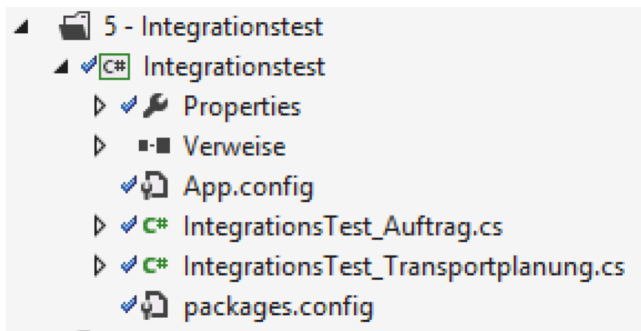 5 - Integrationstest
C# Integrationstest
Properties
Verweise
App.config
C# IntegrationsTest_Auftrag.cs
C# IntegrationsTest_Transportplanung.cs
packages.config